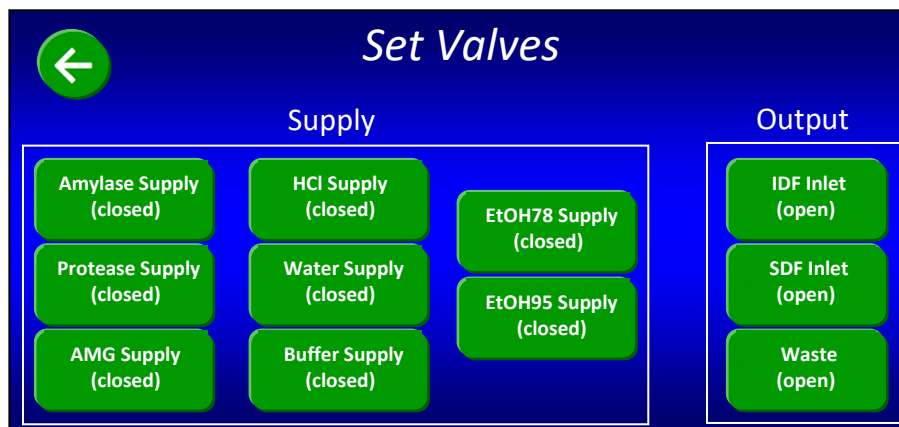 Set Valves
Supply
Output
Amylase Supply
(closed)
HCl Supply
(closed)
EtOH78 Supply
(closed)
IDF Inlet
(open)
Protease Supply
(closed)
Water Supply
(closed)
EtOH95 Supply
(closed)
SDF Inlet
(open)
AMG Supply
(closed)
Buffer Supply
(closed)
Waste
(open)